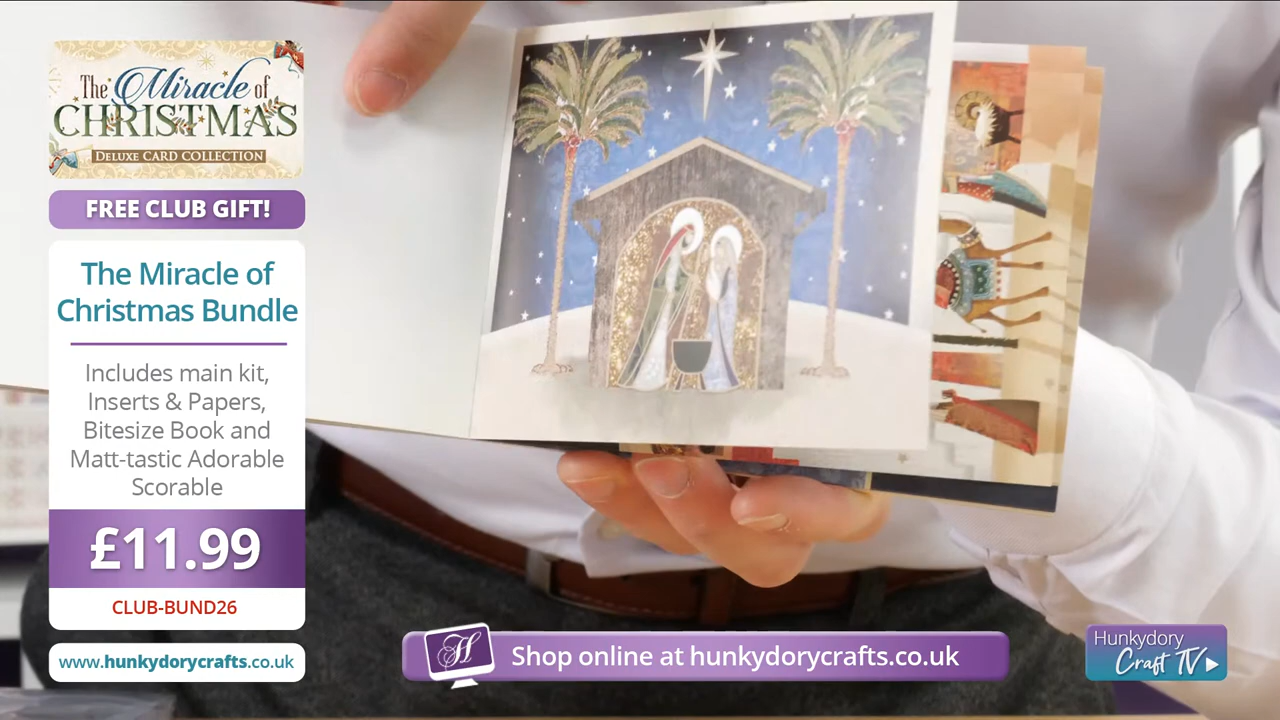 The Miracle of
CHRISTMAS
DELUXE CARD COLLECTION
FREE CLUB GIFT!
The Miracle of
Christmas Bundle
Includes main kit,
Inserts & Papers,
Bitesize Book and
Matt-tastic Adorable
Scorable
£11.99
CLUB-BUND26
www.hunkydorycrafts.co.uk
H
Shop online at hunkydorycrafts.co.uk
Hunkydory
Craft TV